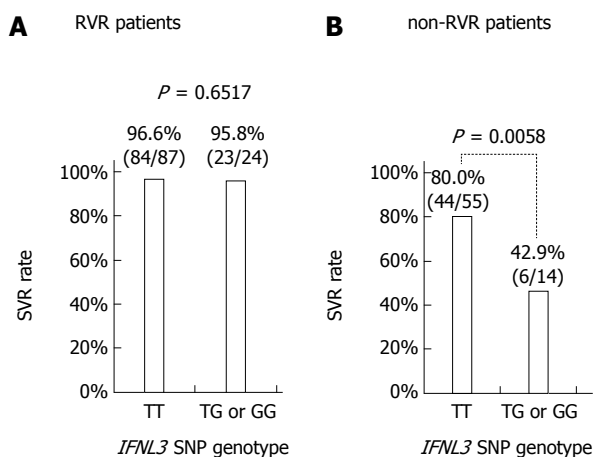 A RVR patients
P = 0.6517
96.6% 95.8%
(84/87) (23/24)
100%
80%
60%
40%
20%
0%
SVR rate
TT TG or GG
IFNL3 SNP genotype
B non-RVR patients
P = 0.0058
80.0%
(44/55)
42.9%
(6/14)
100%
80%
60%
40%
20%
0%
SVR rate
TT TG or GG
IFNL3 SNP genotype